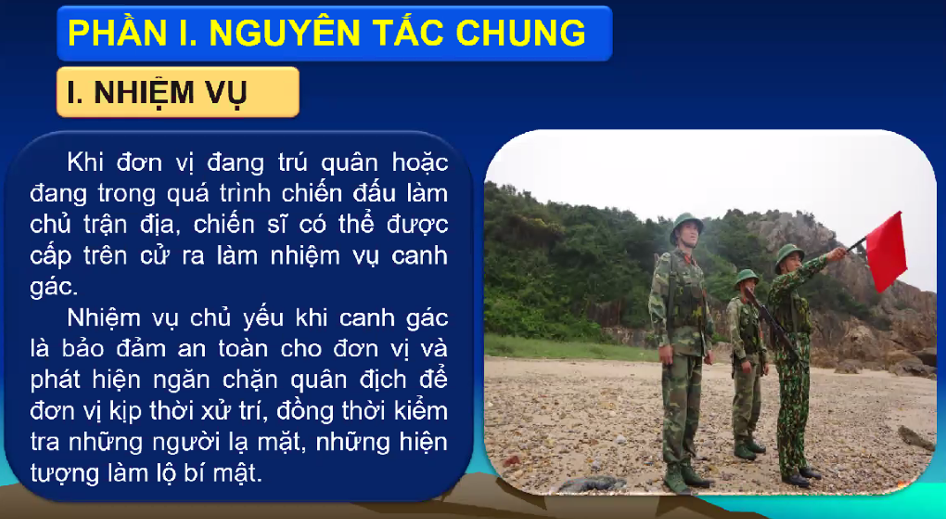 PHẦN I. NGUYÊN TẮC CHUNG
I. NHIỆM VỤ
Khi đơn vị đang trú quân hoặc
đang trong quá trình chiến đấu làm
chủ trận địa, chiến sĩ có thể được
cấp trên cử ra làm nhiệm vụ canh
gác.
Nhiệm vụ chủ yếu khi canh gác
là bảo đảm an toàn cho đơn vị và
phát hiện ngăn chặn quân địch để
đơn vị kịp thời xử trí, đồng thời kiểm
tra những người lạ mặt, những hiện
tượng làm lộ bí mật.